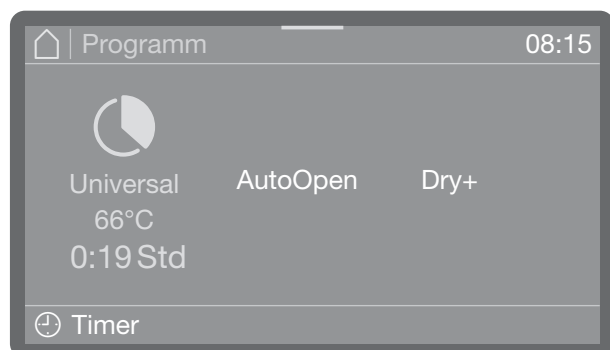 Programm 08:15
Universal
AutoOpen
Dry+
66°C
0:19 Std
Timer